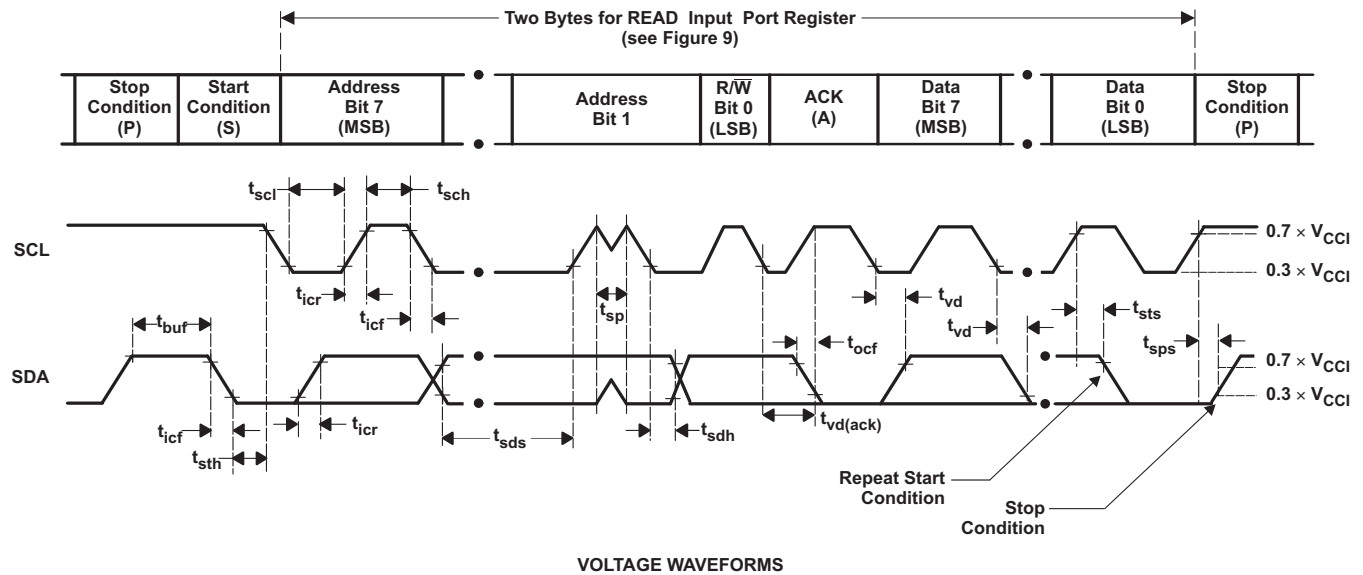 Two Bytes for READ Input Port Register
(see Figure 9)
Stop
Condition
(P)
Start
Condition
(S)
Address
Bit 7
(MSB)
Address
Bit 1
R/W̅
Bit 0
(LSB)
ACK
(A)
Data
Bit 7
(MSB)
Data
Bit 0
(LSB)
Stop
Condition
(P)
tscl
tsch
SCL
0.7 × VCCI
0.3 × VCCI
ticr
ticf
tsp
tvd
tvd
tsts
tbuf
tocf
tsps
SDA
0.7 × VCCI
0.3 × VCCI
ticf
ticr
tsth
tsds
tsdh
tvd(ack)
Repeat Start
Condition
Stop
Condition
VOLTAGE WAVEFORMS